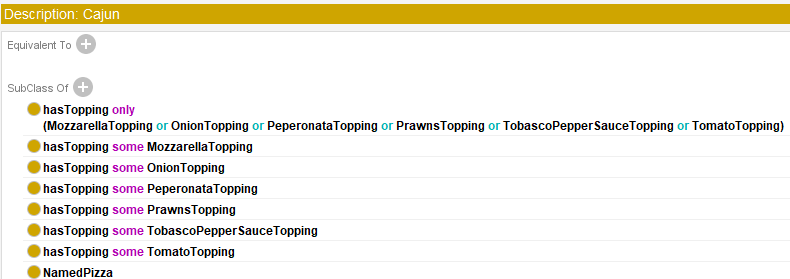 Description: Cajun
Equivalent To
SubClass Of
hasTopping only
(MozzarellaTopping or OnionTopping or PeperonataTopping or PrawnsTopping or TobascoPepperSauceTopping or TomatoTopping)
hasTopping some MozzarellaTopping
hasTopping some OnionTopping
hasTopping some PeperonataTopping
hasTopping some PrawnsTopping
hasTopping some TobascoPepperSauceTopping
hasTopping some TomatoTopping
NamedPizza